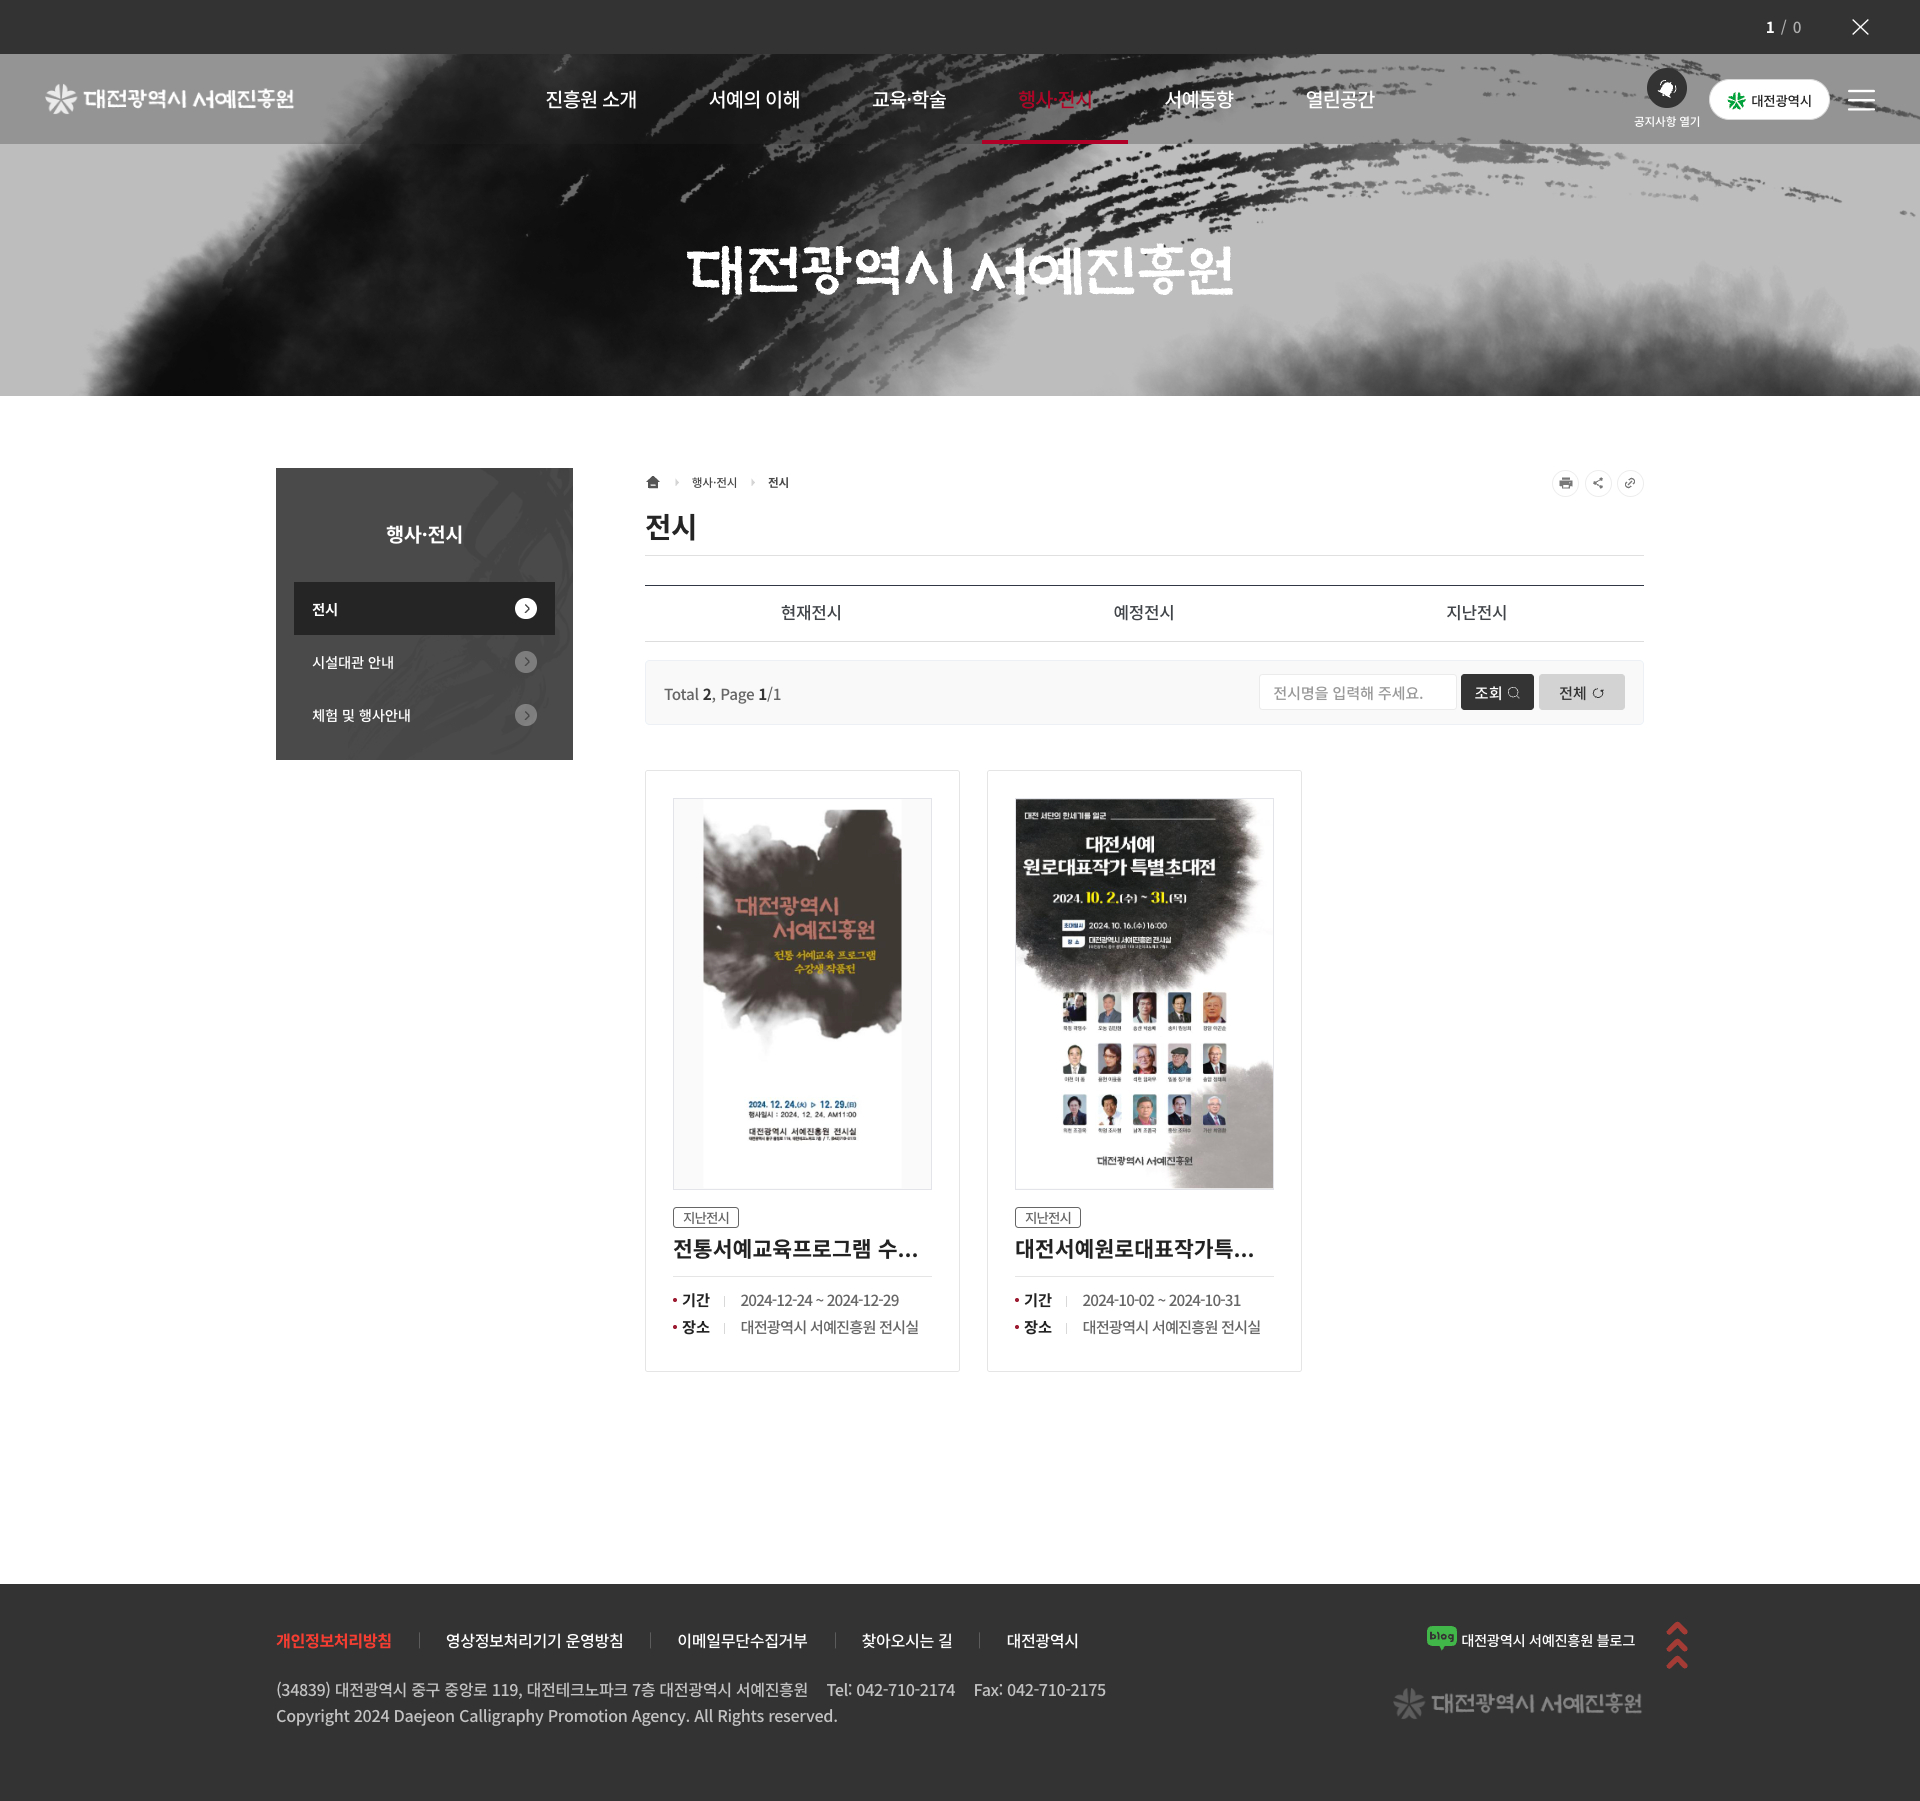 1 / 0
대전광역시 서예진흥원
진흥원 소개
서예의 이해
교육·학술
행사·전시
서예동향
열린공간
공지사항 열기
대전광역시
대전광역시 서예진흥원
행사·전시
전시
시설대관 안내
체험 및 행사안내
행사·전시
전시
전시
현재전시
예정전시
지난전시
Total 2, Page 1/1
전시명을 입력해 주세요.
조회
전체
대전광역시
서예진흥원
전통 서예교육 프로그램
수강생 작품전
2024. 12. 24.(火) ▷ 12. 29.(日)
행사일시 : 2024. 12. 24. AM11:00
대전광역시 서예진흥원 전시실
지난전시
전통서예교육프로그램 수...
기간
2024-12-24 ~ 2024-12-29
장소
대전광역시 서예진흥원 전시실
대전 서단의 한세기를 일군
대전서예
원로대표작가 특별초대전
2024. 10. 2.(수) ~ 31.(목)
초대행사 2024. 10. 16.(수) 16:00
장 소 대전광역시 서예진흥원 전시실
대전광역시 서예진흥원
지난전시
대전서예원로대표작가특...
기간
2024-10-02 ~ 2024-10-31
장소
대전광역시 서예진흥원 전시실
개인정보처리방침
영상정보처리기기 운영방침
이메일무단수집거부
찾아오시는 길
대전광역시
blog 대전광역시 서예진흥원 블로그
(34839) 대전광역시 중구 중앙로 119, 대전테크노파크 7층 대전광역시 서예진흥원 Tel: 042-710-2174 Fax: 042-710-2175
Copyright 2024 Daejeon Calligraphy Promotion Agency. All Rights reserved.
대전광역시 서예진흥원